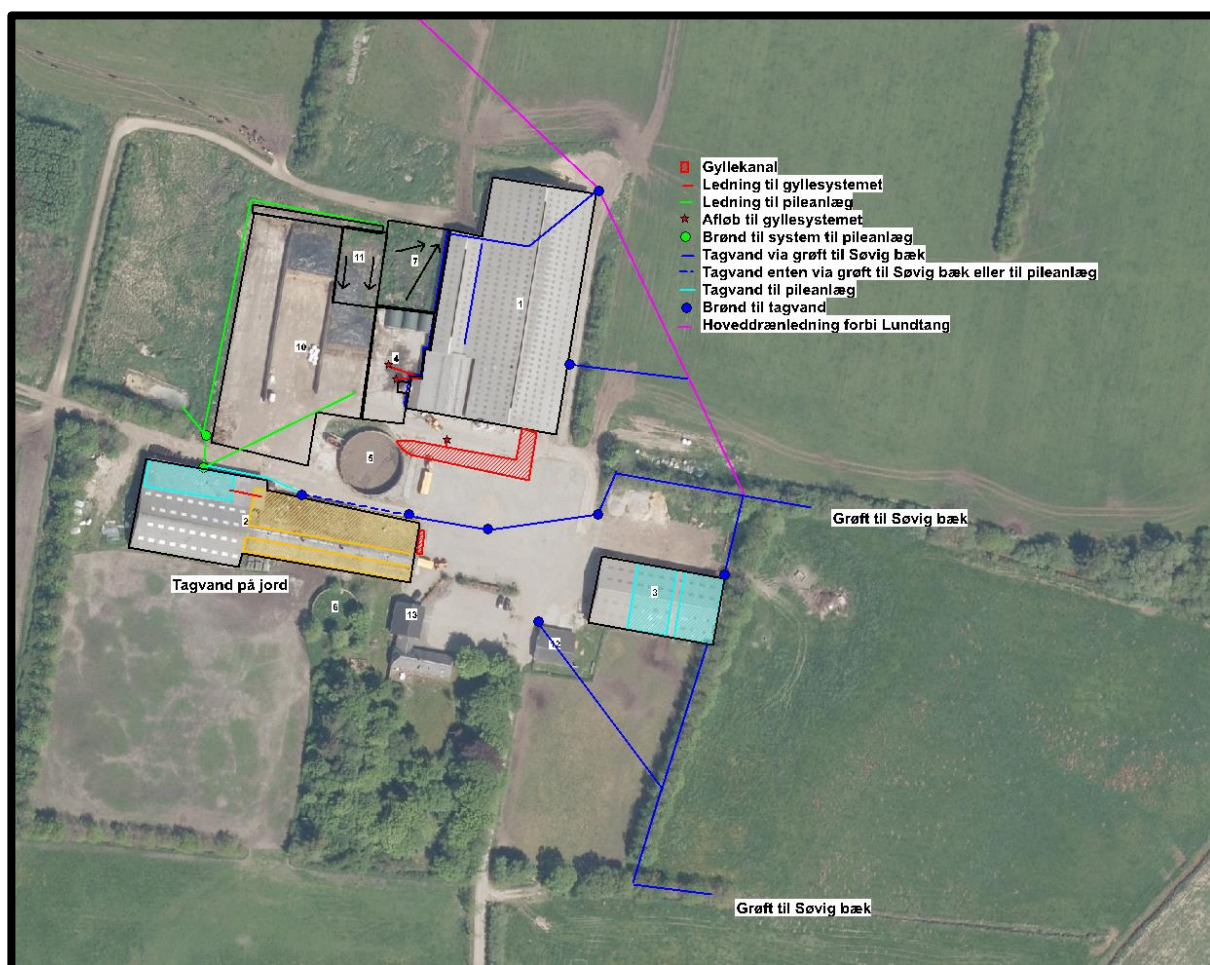 Gyllekanal
Ledning til gyllesystemet
Ledning til pileanlæg
Afløb til gyllesystemet
Brønd til system til pileanlæg
Tagvand via grøft til Søvig bæk
Tagvand enten via grøft til Søvig bæk eller til pileanlæg
Tagvand til pileanlæg
Brønd til tagvand
Hoveddrænledning forbi Lundtang
11
7
1
10
4
5
2
Grøft til Søvig bæk
Tagvand på jord
6
13
3
12
Grøft til Søvig bæk